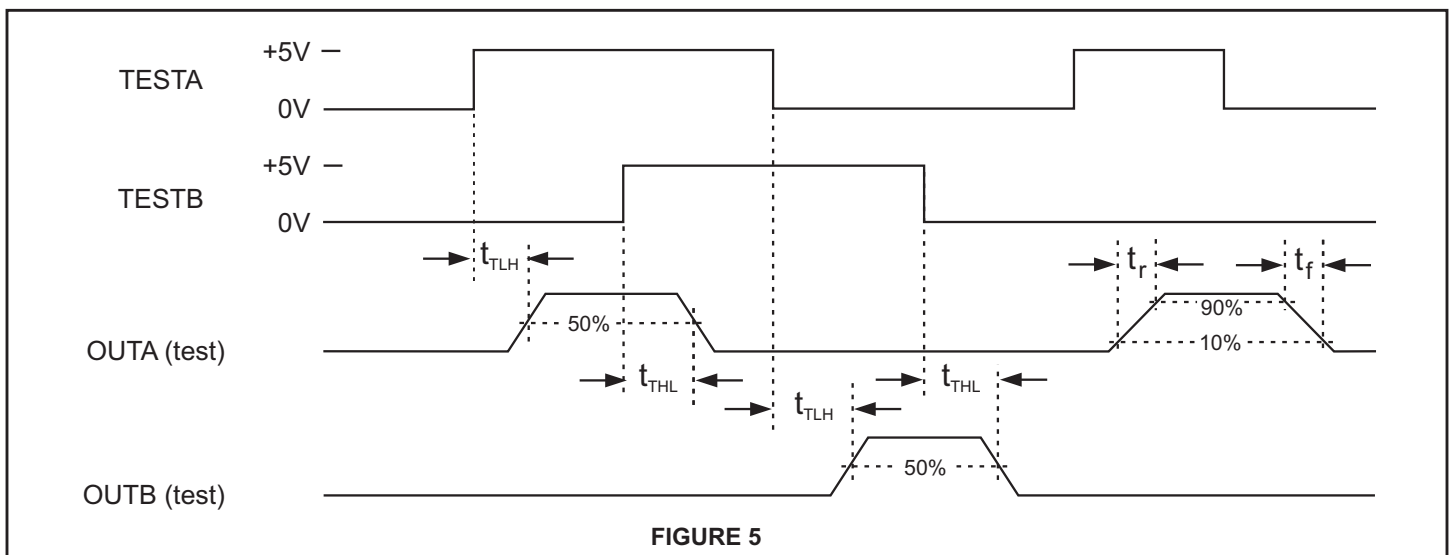 +5V
TESTA
0V
+5V
TESTB
0V
tTLH
tr
tf
50%
90%
OUTA (test)
10%
tTHL
tTLH
tTHL
50%
OUTB (test)
FIGURE 5